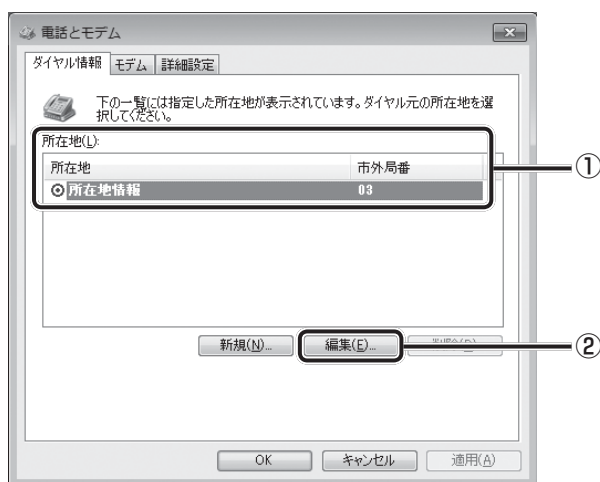 電話とモデム
ダイヤル情報 モデム 詳細設定
下の一覧には指定した所在地が表示されています。ダイヤル元の所在地を選
択してください。
所在地(L):
所在地 市外局番
所在地情報 03
①
新規(N)... 編集(E)... 削除(D)
②
OK キャンセル 適用(A)